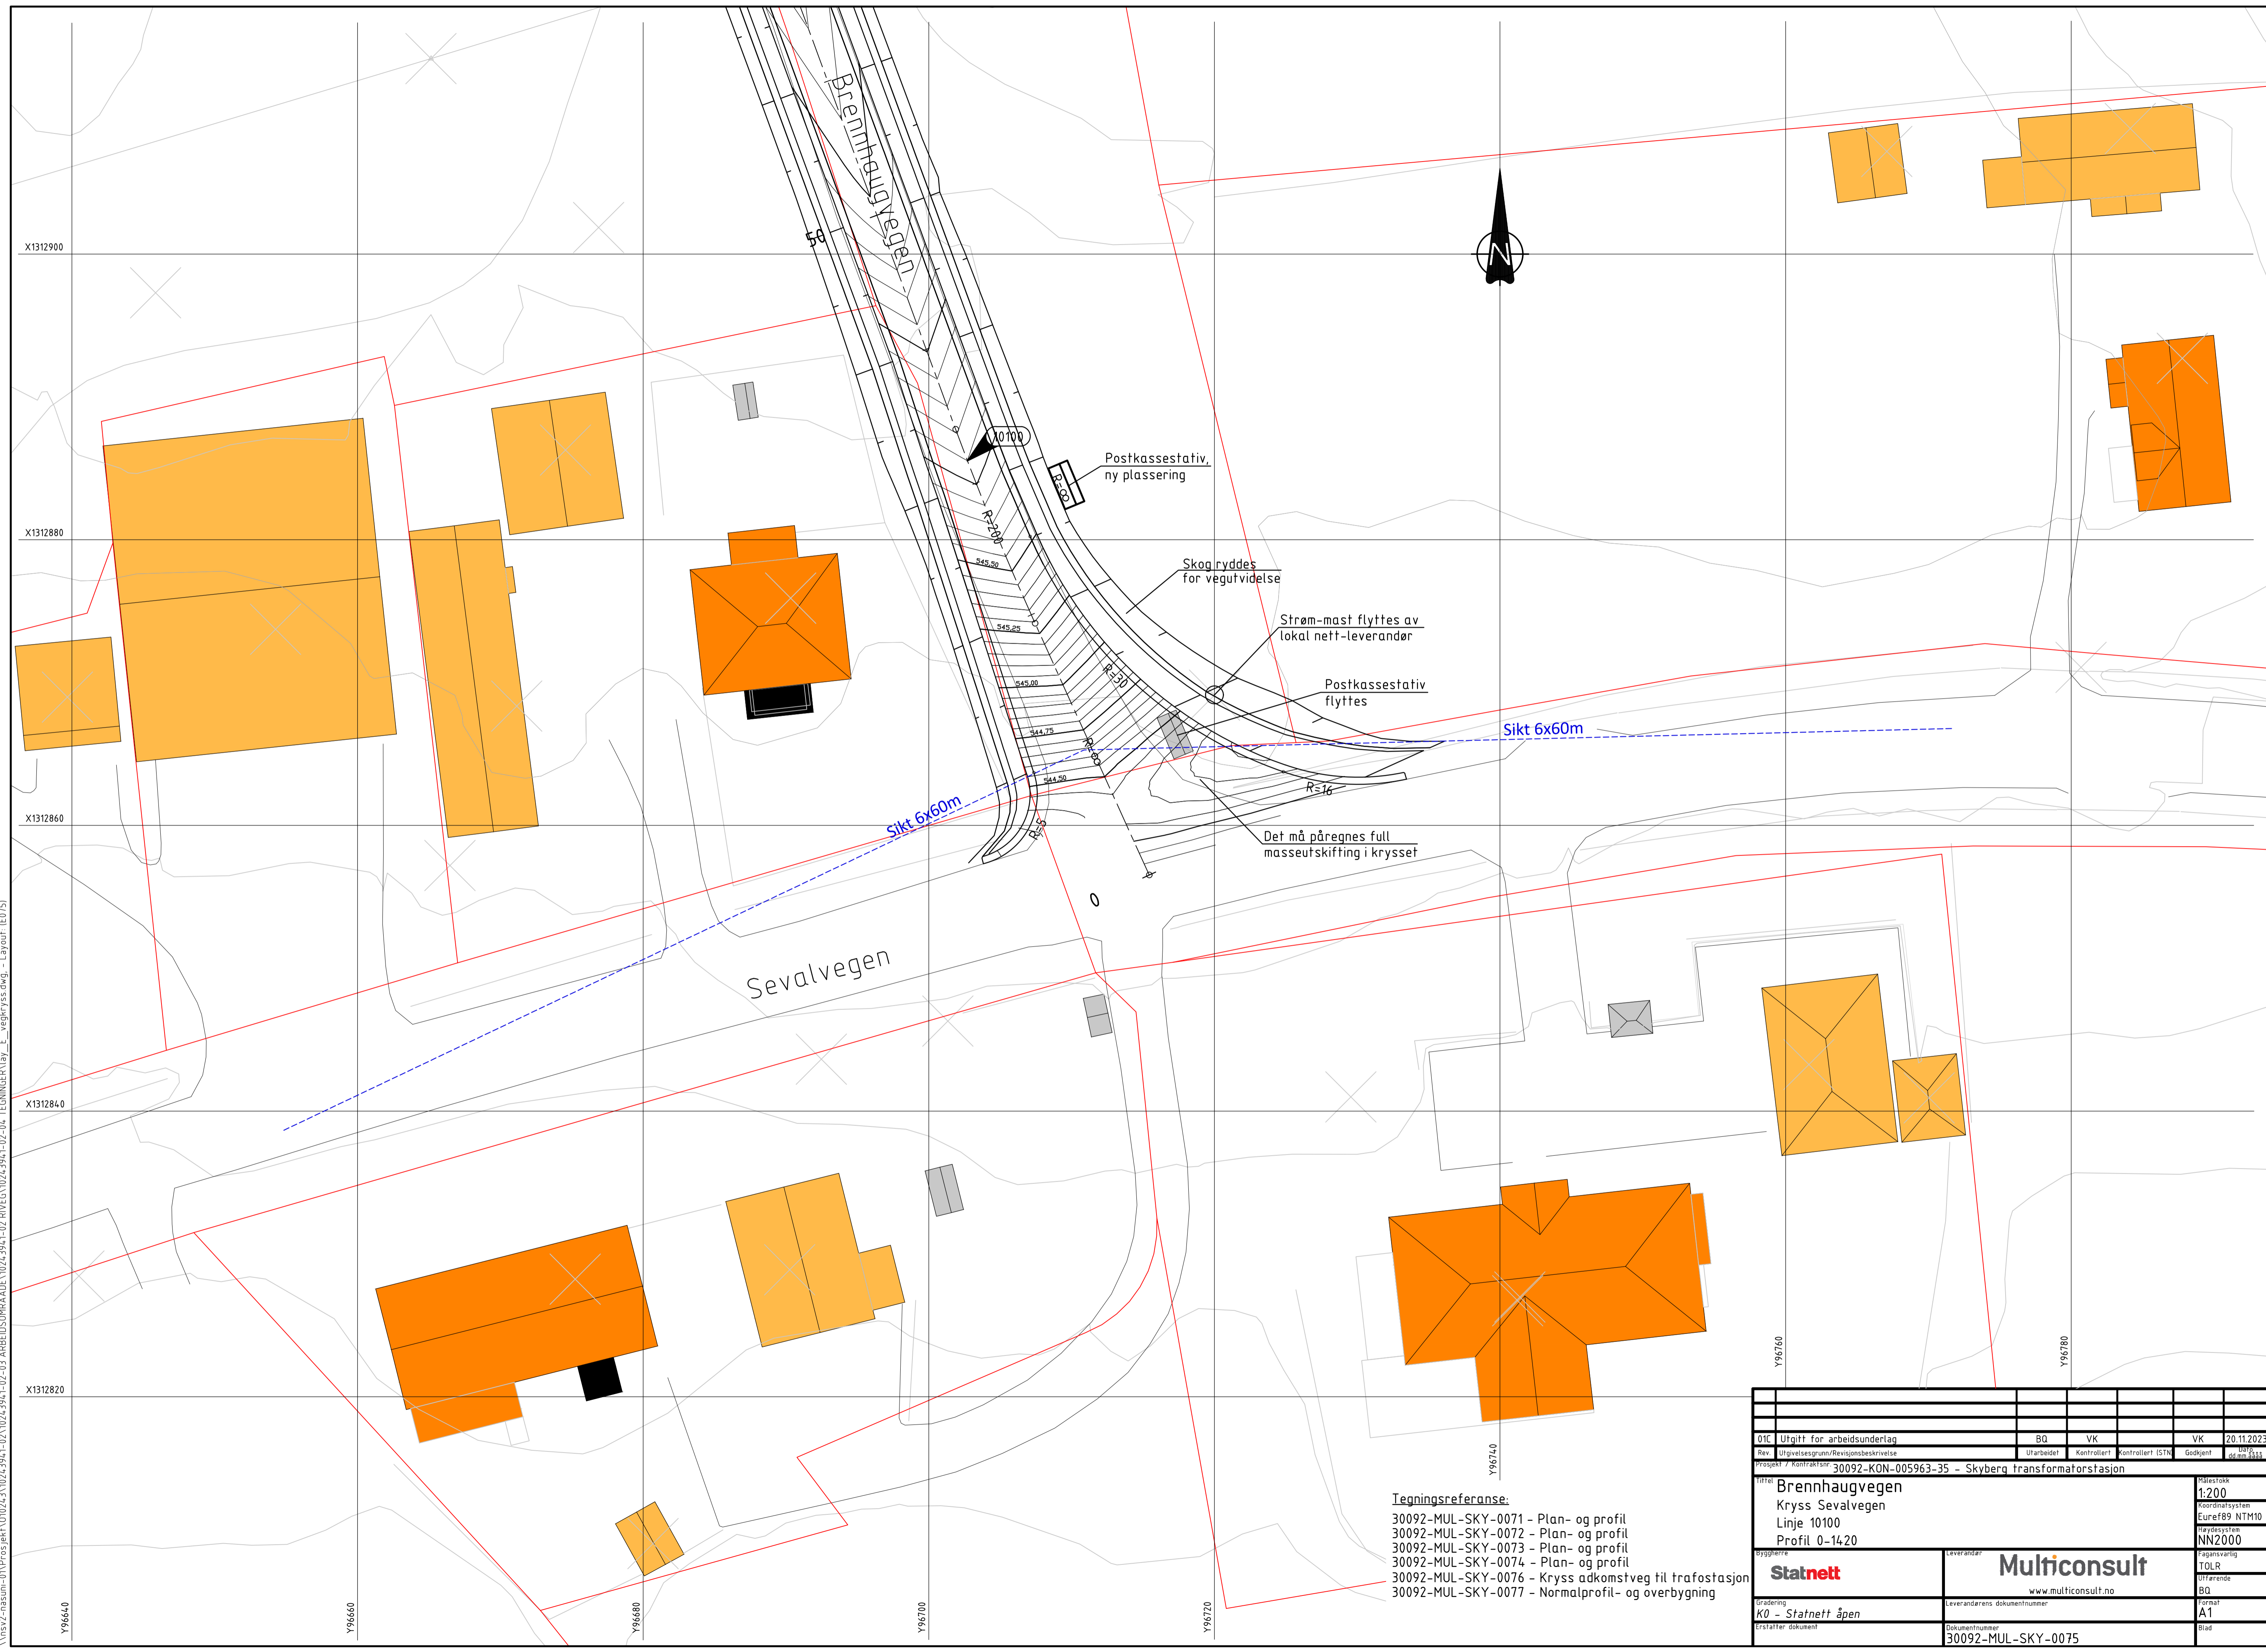 Brennhaugvegen
50
X1312900
N
10100
Postkassestativ,
ny plassering
R=∞
R=200
X1312880
545,50
Skog ryddes
for vegutvidelse
Strøm-mast flyttes av
lokal nett-leverandør
545,25
R=30
545,00
Postkassestativ
flyttes
544,75
R=∞
Sikt 6x60m
544,50
R=16
Sikt 6x60m
X1312860
R=5
Det må påregnes full
masseutskifting i krysset
0
Sevalvegen
X1312840
X1312820
Y96640
Y96660
Y96680
Y96700
Y96720
Y96740
Y96760
Y96780
Tegningsreferanse:
30092-MUL-SKY-0071 - Plan- og profil
30092-MUL-SKY-0072 - Plan- og profil
30092-MUL-SKY-0073 - Plan- og profil
30092-MUL-SKY-0074 - Plan- og profil
30092-MUL-SKY-0076 - Kryss adkomstveg til trafostasjon
30092-MUL-SKY-0077 - Normalprofil- og overbygning
01C Utgitt for arbeidsunderlag BQ VK VK 20.11.2023
Rev. Utgivelsesgrunn/Revisjonsbeskrivelse Utarbeidet Kontrollert Kontrollert (STN) Godkjent Dato dd.mm.åååå
Prosjekt / Kontraktsnr. 30092-KON-005963-35 - Skyberg transformatorstasjon
Tittel Brennhaugvegen
Kryss Sevalvegen
Linje 10100
Profil 0-1420
Målestokk
1:200
Koordinatsystem
Euref89 NTM10
Høydesystem
NN2000
Byggherre
Statnett
Leverandør
Multiconsult
www.multiconsult.no
Fagansvarlig
TOLR
Utførende
BQ
Gradering
K0 - Statnett åpen
Leverandørens dokumentnummer
Format
A1
Erstatter dokument
Dokumentnummer
30092-MUL-SKY-0075
Blad